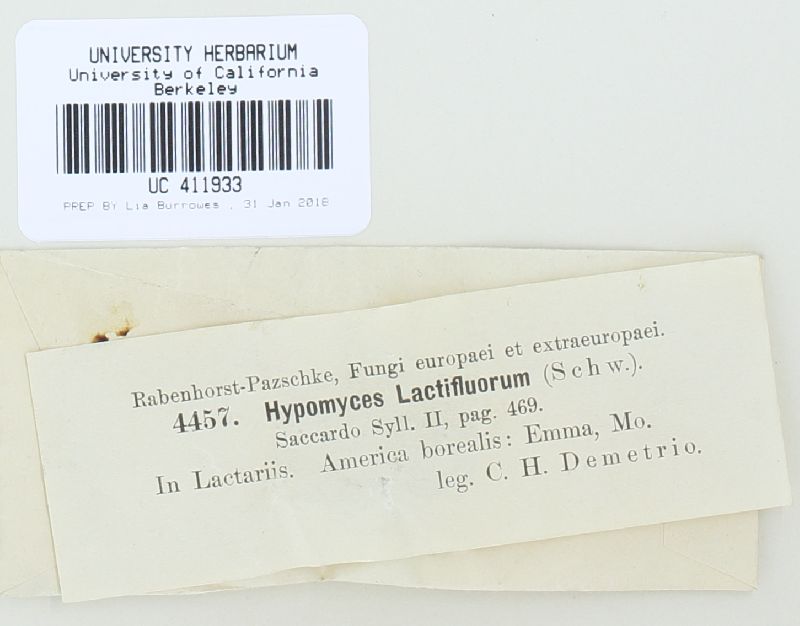 UNIVERSITY HERBARIUM
University of California
Berkeley
UC 411933
PREP BY Lia Burrowes , 31 Jan 2018
Rabenhorst-Pazschke, Fungi europaei et extraeuropaei.
4457. Hypomyces Lactifluorum (Schw.).
Saccardo Syll. II, pag. 469.
In Lactariis. America borealis: Emma, Mo.
leg. C. H. Demetrio.